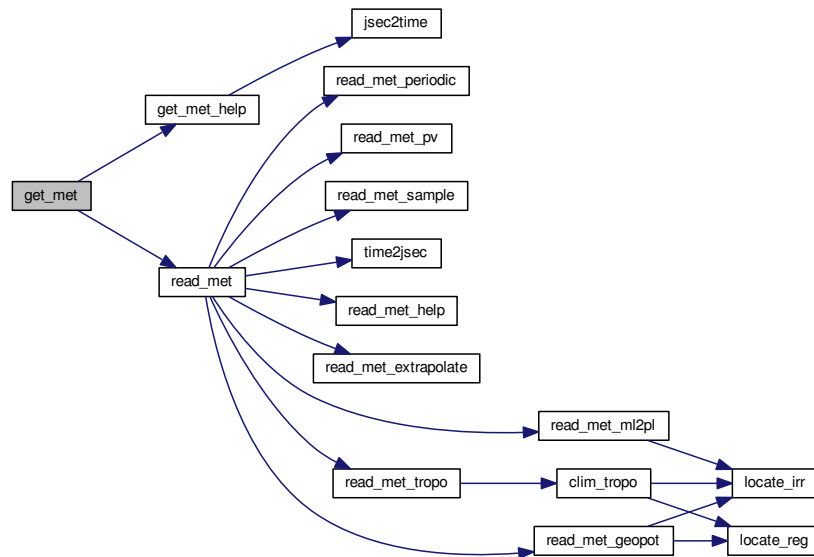 jsec2time
read_met_periodic
get_met_help
read_met_pv
get_met
read_met_sample
time2jsec
read_met
read_met_help
read_met_extrapolate
read_met_ml2pl
read_met_tropo
clim_tropo
locate_irr
read_met_geopot
locate_reg